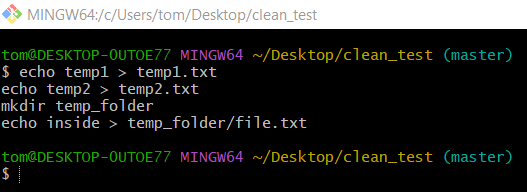 MINGW64:/c/Users/tom/Desktop/clean_test
tom@DESKTOP-OUTOE77 MINGW64 ~/Desktop/clean_test (master)
$ echo temp1 > temp1.txt
echo temp2 > temp2.txt
mkdir temp_folder
echo inside > temp_folder/file.txt
tom@DESKTOP-OUTOE77 MINGW64 ~/Desktop/clean_test (master)
$